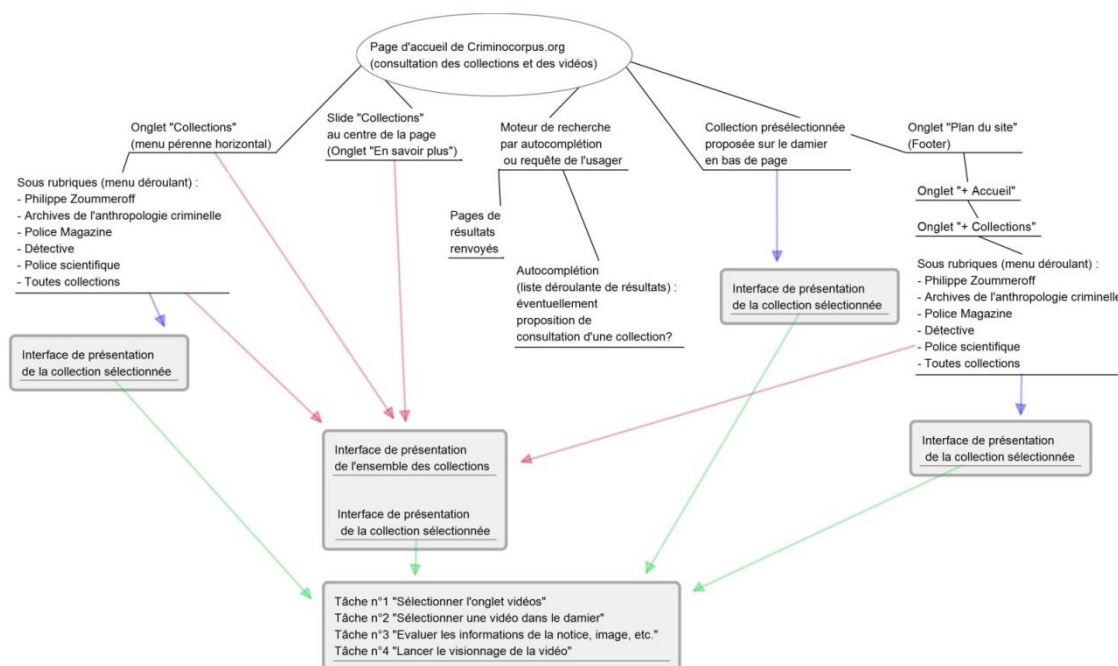 Page d'accueil de Criminocorpus.org
(consultation des collections et des vidéos)
Onglet "Collections"
(menu pérenne horizontal)
Sous rubriques (menu déroulant) :
- Philippe Zoummeroff
- Archives de l'anthropologie criminelle
- Police Magazine
- Détective
- Police scientifique
- Toutes collections
Interface de présentation
de la collection sélectionnée
Slide "Collections"
au centre de la page
(Onglet "En savoir plus")
Moteur de recherche
par autocomplétion
ou requête de l'usager
Pages de
résultats
renvoyés
Autocomplétion
(liste déroulante de résultats) :
éventuellement
proposition de
consultation d'une collection?
Collection présélectionnée
proposée sur le damier
en bas de page
Interface de présentation
de la collection sélectionnée
Onglet "Plan du site"
(Footer)
Onglet "+ Accueil"
Onglet "+ Collections"
Sous rubriques (menu déroulant) :
- Philippe Zoummeroff
- Archives de l'anthropologie criminelle
- Police Magazine
- Détective
- Police scientifique
- Toutes collections
Interface de présentation
de la collection sélectionnée
Interface de présentation
de l'ensemble des collections
Interface de présentation
de la collection sélectionnée
Tâche n°1 "Sélectionner l'onglet vidéos"
Tâche n°2 "Sélectionner une vidéo dans le damier"
Tâche n°3 "Evaluer les informations de la notice, image, etc."
Tâche n°4 "Lancer le visionnage de la vidéo"